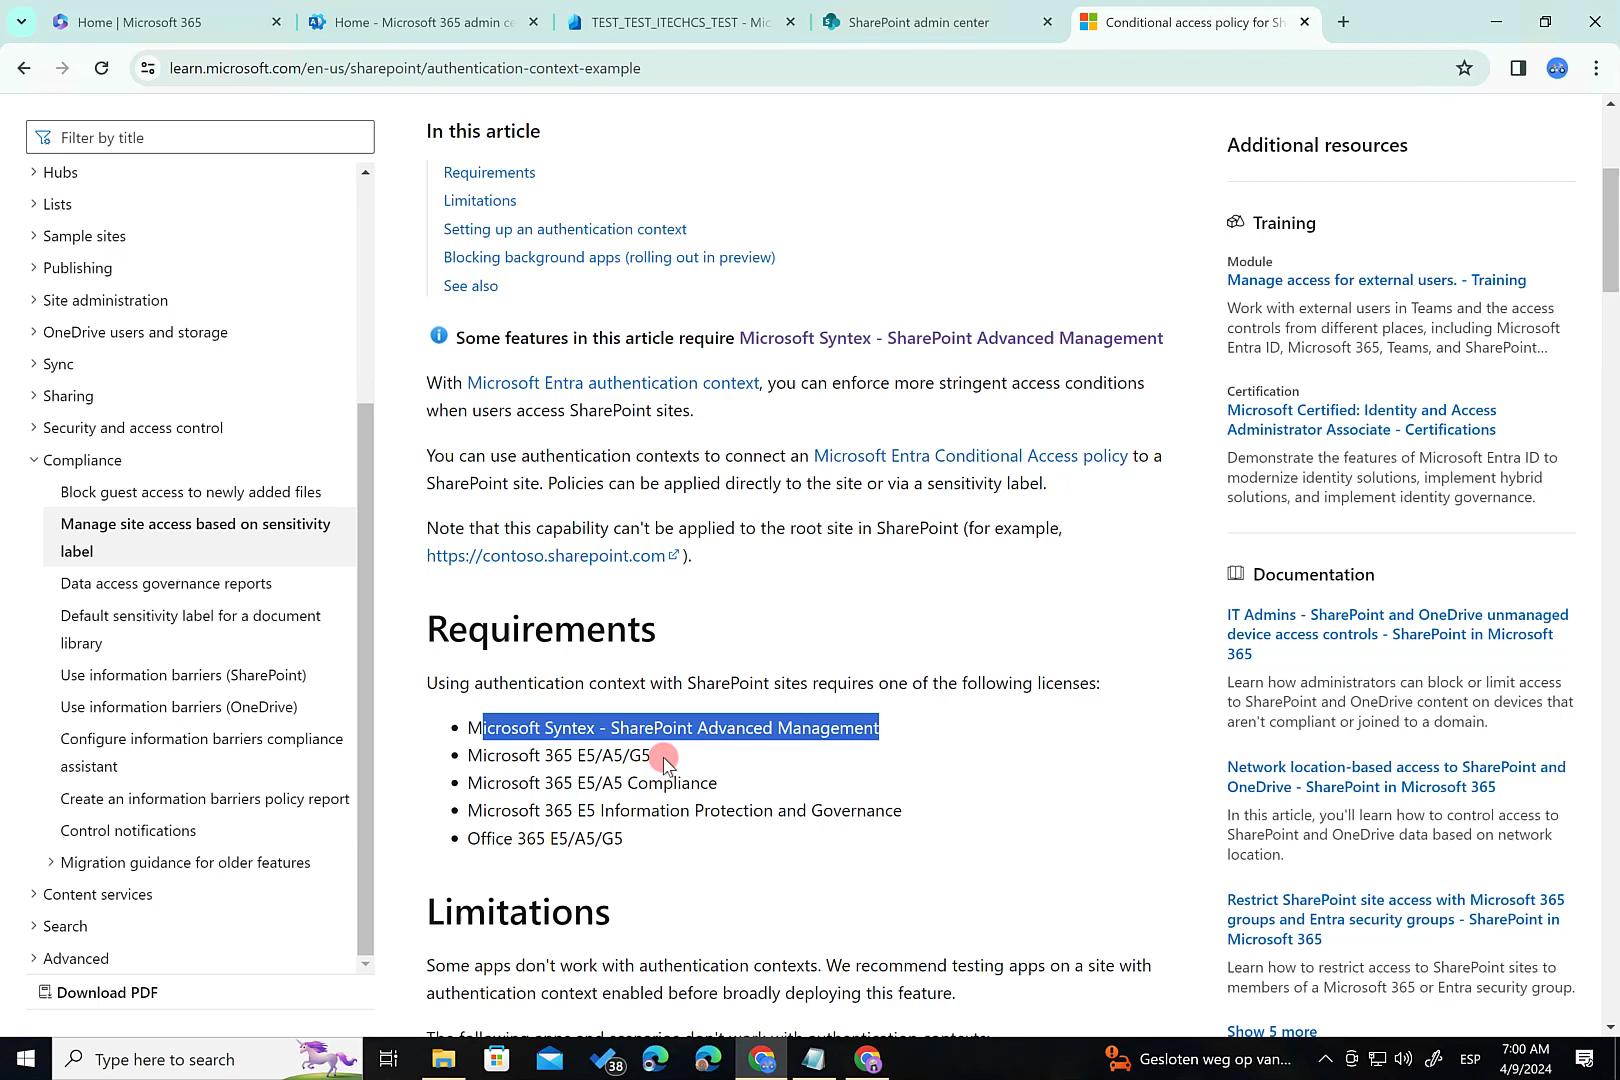 Home | Microsoft 365
Home - Microsoft 365 admin ce
TEST_TEST_ITECHCS_TEST - Mic
SharePoint admin center
Conditional access policy for Sh
learn.microsoft.com/en-us/sharepoint/authentication-context-example
Filter by title
Hubs
Lists
Sample sites
Publishing
Site administration
OneDrive users and storage
Sync
Sharing
Security and access control
Compliance
Block guest access to newly added files
Manage site access based on sensitivity
label
Data access governance reports
Default sensitivity label for a document
library
Use information barriers (SharePoint)
Use information barriers (OneDrive)
Configure information barriers compliance
assistant
Create an information barriers policy report
Control notifications
Migration guidance for older features
Content services
Search
Advanced
Download PDF
In this article
Requirements
Limitations
Setting up an authentication context
Blocking background apps (rolling out in preview)
See also
Some features in this article require Microsoft Syntex - SharePoint Advanced Management
With Microsoft Entra authentication context, you can enforce more stringent access conditions
when users access SharePoint sites.
You can use authentication contexts to connect an Microsoft Entra Conditional Access policy to a
SharePoint site. Policies can be applied directly to the site or via a sensitivity label.
Note that this capability can't be applied to the root site in SharePoint (for example,
https://contoso.sharepoint.com ).
Requirements
Using authentication context with SharePoint sites requires one of the following licenses:
• Microsoft Syntex - SharePoint Advanced Management
• Microsoft 365 E5/A5/G5
• Microsoft 365 E5/A5 Compliance
• Microsoft 365 E5 Information Protection and Governance
• Office 365 E5/A5/G5
Limitations
Some apps don't work with authentication contexts. We recommend testing apps on a site with
authentication context enabled before broadly deploying this feature.
The following apps and scenarios don't work with authentication contexts:
Additional resources
Training
Module
Manage access for external users. - Training
Work with external users in Teams and the access
controls from different places, including Microsoft
Entra ID, Microsoft 365, Teams, and SharePoint...
Certification
Microsoft Certified: Identity and Access
Administrator Associate - Certifications
Demonstrate the features of Microsoft Entra ID to
modernize identity solutions, implement hybrid
solutions, and implement identity governance.
Documentation
IT Admins - SharePoint and OneDrive unmanaged
device access controls - SharePoint in Microsoft
365
Learn how administrators can block or limit access
to SharePoint and OneDrive content on devices that
aren't compliant or joined to a domain.
Network location-based access to SharePoint and
OneDrive - SharePoint in Microsoft 365
In this article, you'll learn how to control access to
SharePoint and OneDrive data based on network
location.
Restrict SharePoint site access with Microsoft 365
groups and Entra security groups - SharePoint in
Microsoft 365
Learn how to restrict access to SharePoint sites to
members of a Microsoft 365 or Entra security group.
Show 5 more
Type here to search
38
Gesloten weg op van...
ESP
7:00 AM
4/9/2024